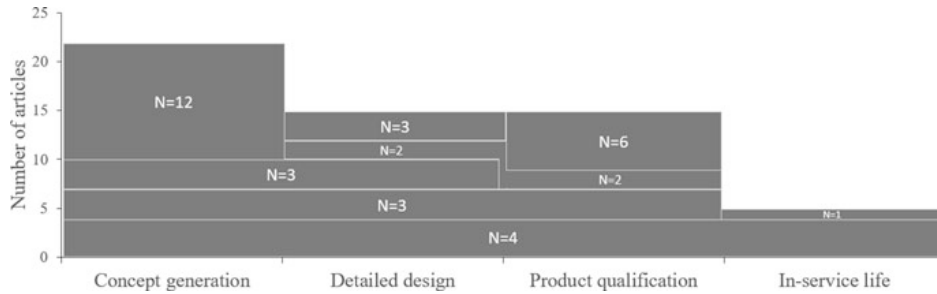 25
20
15
10
5
0
Number of articles
N=12
N=3
N=2
N=6
N=3
N=2
N=3
N=1
N=4
Concept generation
Detailed design
Product qualification
In-service life